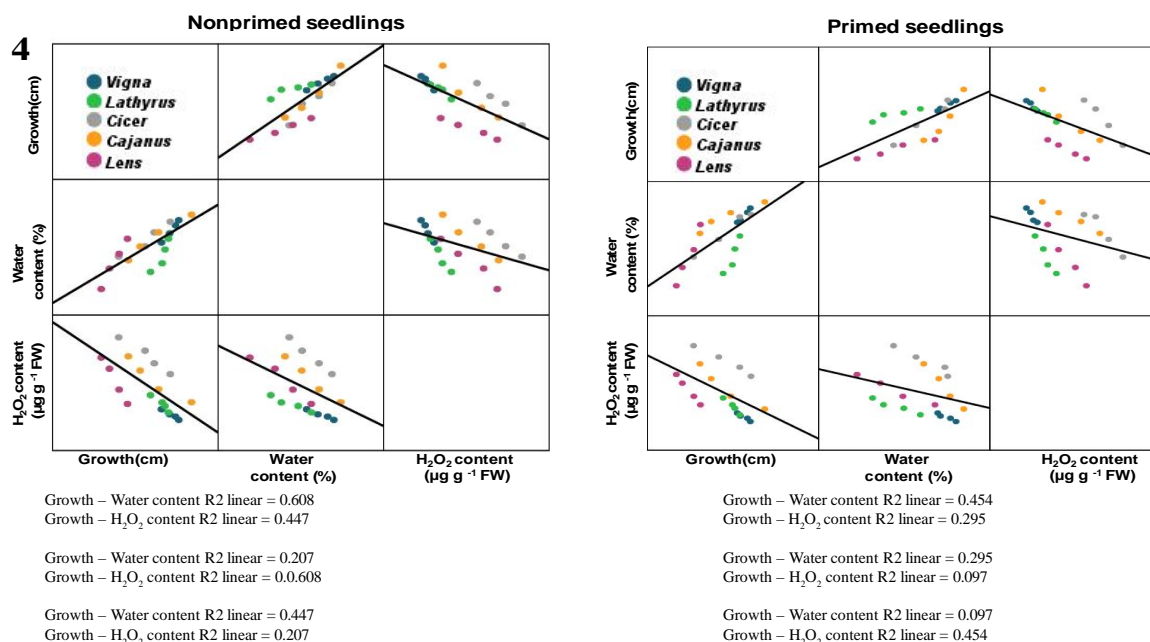 4
Nonprimed seedlings
Growth(cm)
Vigna
Lathyrus
Cicer
Cajanus
Lens
Water
content (%)
H₂O₂ content
(µg g ⁻¹ FW)
Growth(cm)
Water
content (%)
H₂O₂ content
(µg g ⁻¹ FW)
Growth – Water content R2 linear = 0.608
Growth – H₂O₂ content R2 linear = 0.447
Growth – Water content R2 linear = 0.207
Growth – H₂O₂ content R2 linear = 0.0.608
Growth – Water content R2 linear = 0.447
Growth – H₂O₂ content R2 linear = 0.207
Primed seedlings
Growth(cm)
Vigna
Lathyrus
Cicer
Cajanus
Lens
Water
content (%)
H₂O₂ content
(µg g ⁻¹ FW)
Growth(cm)
Water
content (%)
H₂O₂ content
(µg g ⁻¹ FW)
Growth – Water content R2 linear = 0.454
Growth – H₂O₂ content R2 linear = 0.295
Growth – Water content R2 linear = 0.295
Growth – H₂O₂ content R2 linear = 0.097
Growth – Water content R2 linear = 0.097
Growth – H₂O₂ content R2 linear = 0.454